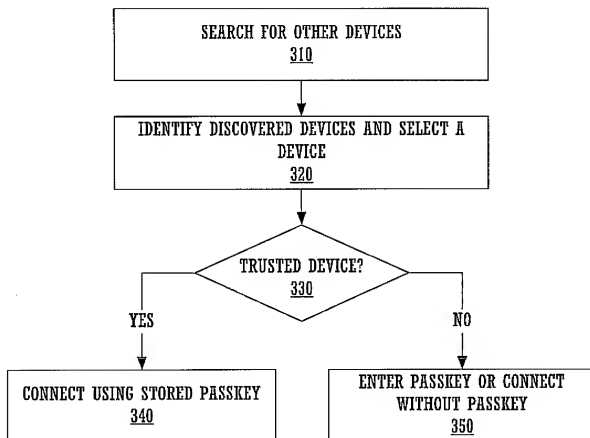 SEARCH FOR OTHER DEVICES
310
IDENTIFY DISCOVERED DEVICES AND SELECT A
DEVICE
320
TRUSTED DEVICE?
330
YES
NO
CONNECT USING STORED PASSKEY
340
ENTER PASSKEY OR CONNECT
WITHOUT PASSKEY
350